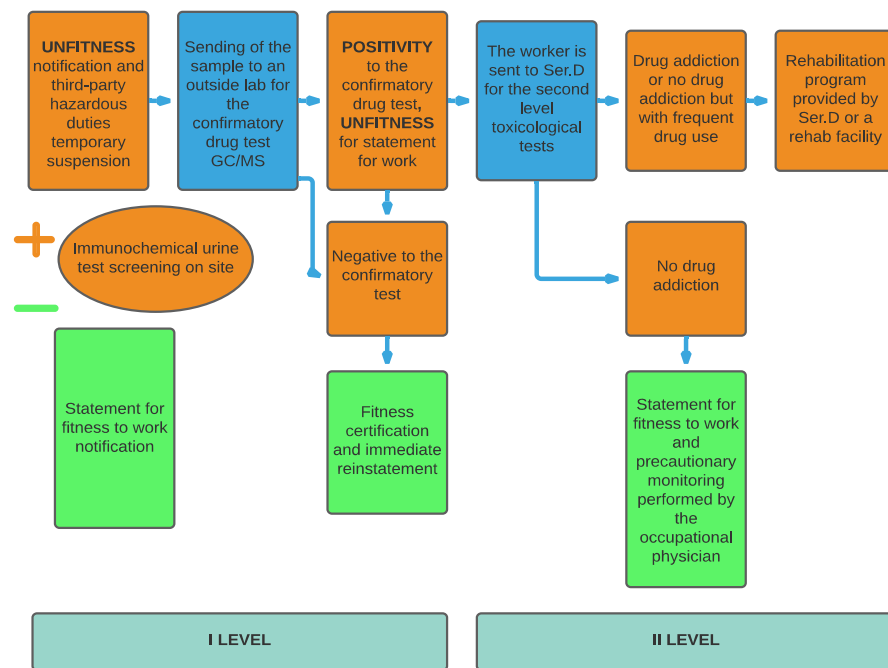 UNFITNESS
notification and
third-party
hazardous
duties
temporary
suspension
Sending of the
sample to an
outside lab for
the
confirmatory
drug test
GC/MS
POSITIVITY
to the
confirmatory
drug test,
UNFITNESS
for statement
for work
The worker is
sent to Ser.D
for the second
level
toxicological
tests
Drug addiction
or no drug
addiction but
with frequent
drug use
Rehabilitation
program
provided by
Ser.D or a
rehab facility
Immunochemical urine
test screening on site
Negative to the
confirmatory
test
No drug
addiction
Statement for
fitness to work
notification
Fitness
certification
and immediate
reinstatement
Statement for
fitness to work
and
precautionary
monitoring
performed by
the
occupational
physician
I LEVEL
II LEVEL